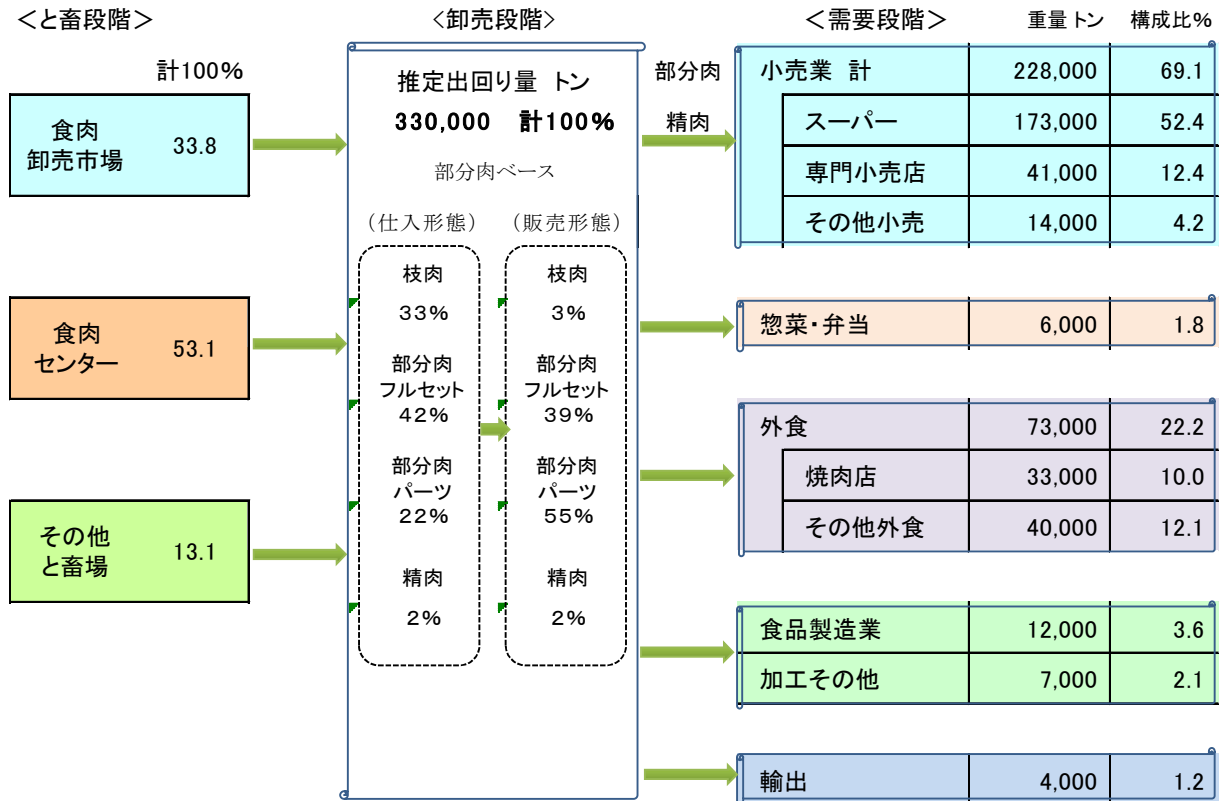 ＜と畜段階＞
計100％
食肉
卸売市場 33.8
食肉
センター 53.1
その他
と畜場 13.1
＜卸売段階＞
推定出回り量 トン
330,000 計100％
部分肉ベース
（仕入形態） （販売形態）
枝肉
33%
部分肉
フルセット
42%
部分肉
パーツ
22%
精肉
2%
枝肉
3%
部分肉
フルセット
39%
部分肉
パーツ
55%
精肉
2%
部分肉
精肉
＜需要段階＞ 重量 トン 構成比%
小売業 計 228,000 69.1
スーパー 173,000 52.4
専門小売店 41,000 12.4
その他小売 14,000 4.2
惣菜・弁当 6,000 1.8
外食 73,000 22.2
焼肉店 33,000 10.0
その他外食 40,000 12.1
食品製造業 12,000 3.6
加工その他 7,000 2.1
輸出 4,000 1.2